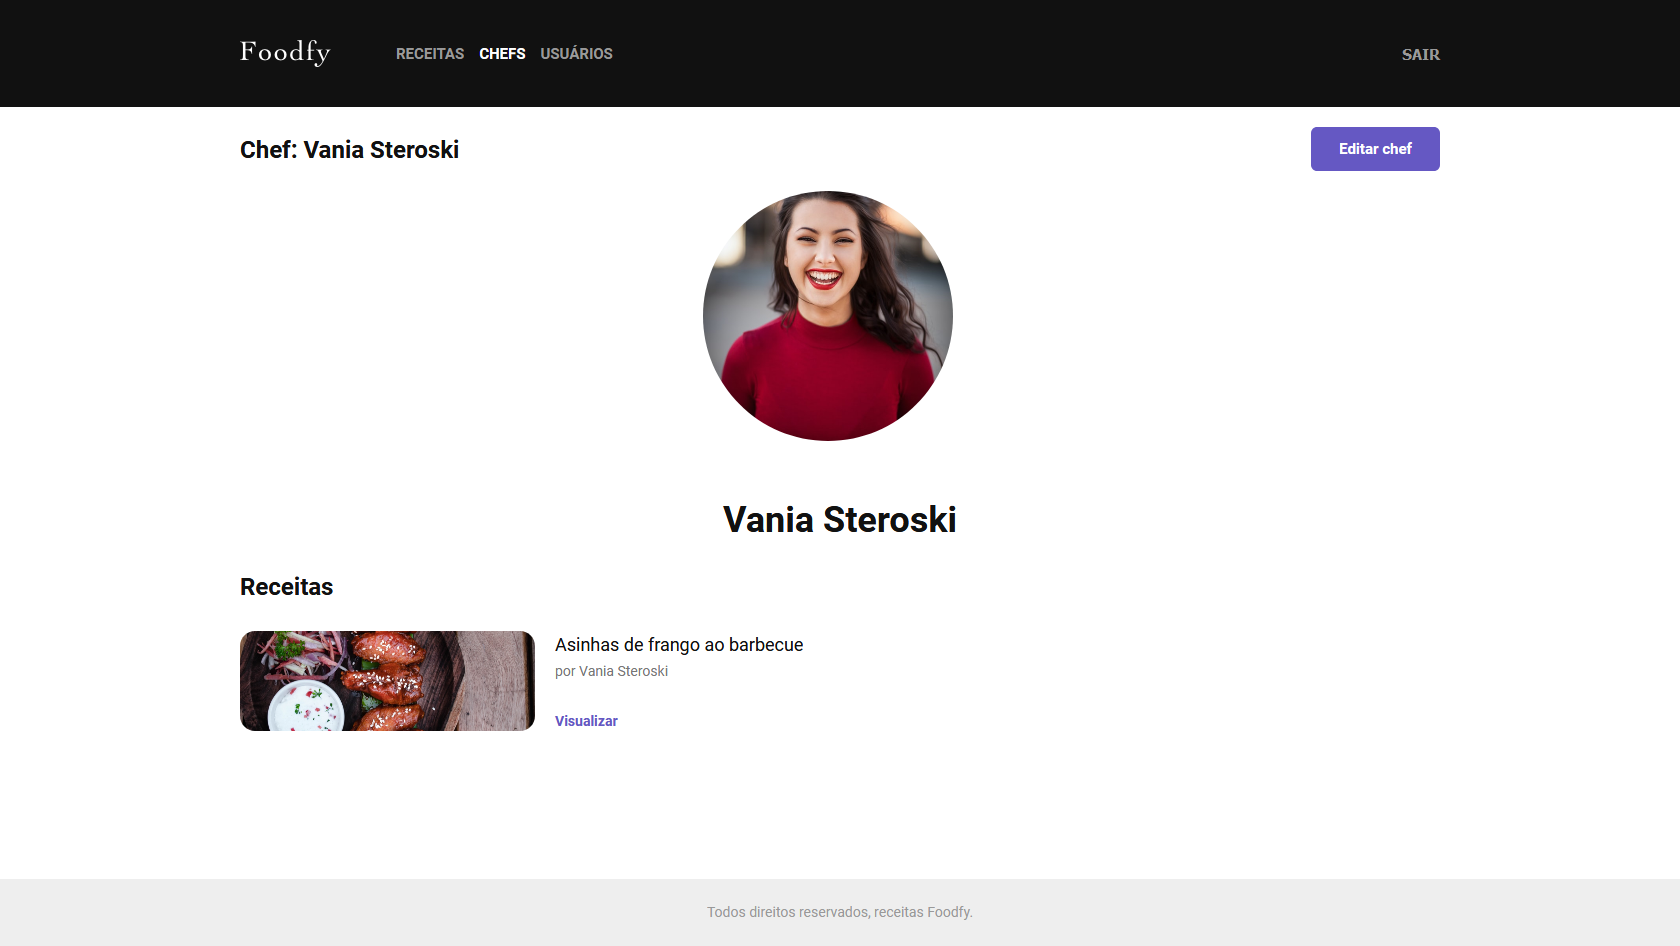 Foodfy
RECEITAS CHEFS USUÁRIOS
SAIR
Chef: Vania Steroski
Editar chef
Vania Steroski
Receitas
Asinhas de frango ao barbecue
por Vania Steroski
Visualizar
Todos direitos reservados, receitas Foodfy.